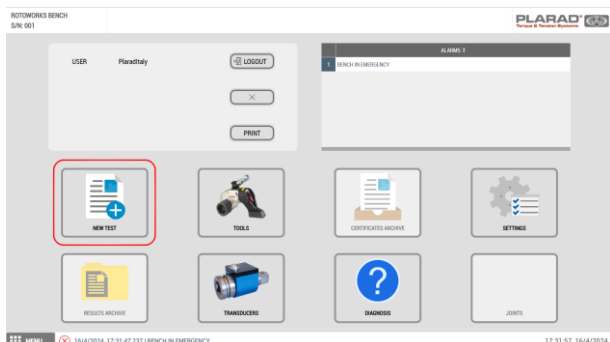 ROTOWORKS BENCH
S/N: 001
PLARAD
Torque & Tension Systems
USER PlaradItaly
LOGOUT
PRINT
ALARMS: 1
1 BENCH IN EMERGENCY
NEW TEST
TOOLS
CERTIFICATES ARCHIVE
SETTINGS
RESULTS ARCHIVE
TRANSDUCERS
DIAGNOSIS
JOINTS
MENU
16/4/2024 17:31:47.237 | BENCH IN EMERGENCY
17:31:57 16/4/2024